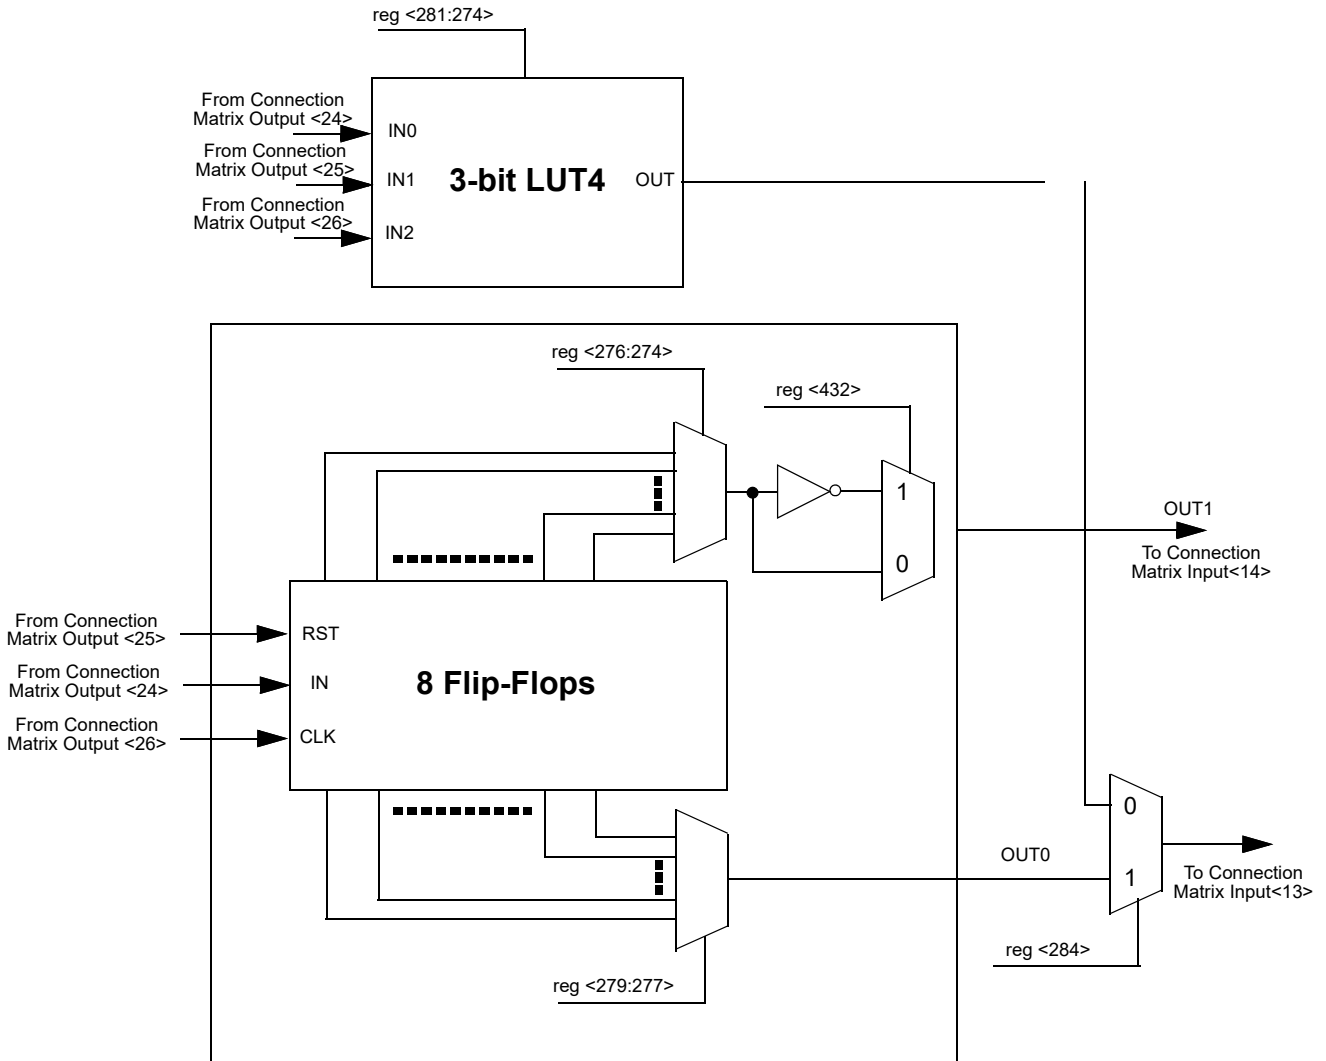 reg <281:274>
From Connection
Matrix Output <24>
IN0
From Connection
Matrix Output <25>
IN1
3-bit LUT4
OUT
From Connection
Matrix Output <26>
IN2
reg <276:274>
reg <432>
1
0
OUT1
To Connection
Matrix Input<14>
From Connection
Matrix Output <25>
RST
From Connection
Matrix Output <24>
IN
8 Flip-Flops
From Connection
Matrix Output <26>
CLK
0
OUT0
1
To Connection
Matrix Input<13>
reg <284>
reg <279:277>